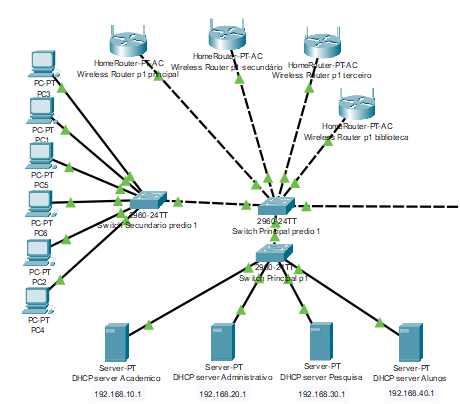 HomeRouter-PT-AC
Wireless Router p1 principal
HomeRouter-PT-AC
Wireless Router p1 secundário
HomeRouter-PT-AC
Wireless Router p1 terceiro
HomeRouter-PT-AC
Wireless Router p1 biblioteca
PC-PT
PC3
PC-PT
PC1
PC-PT
PC5
PC-PT
PC6
PC-PT
PC2
PC-PT
PC4
2960-24TT
Switch Secundario predio 1
2960-24TT
Switch Principal predio 1
2960-24TT
Switch Principal p1
Server-PT
DHCP server Academico
192.168.10.1
Server-PT
DHCP server Administrativo
192.168.20.1
Server-PT
DHCP server Pesquisa
192.168.30.1
Server-PT
DHCP server Alunos
192.168.40.1